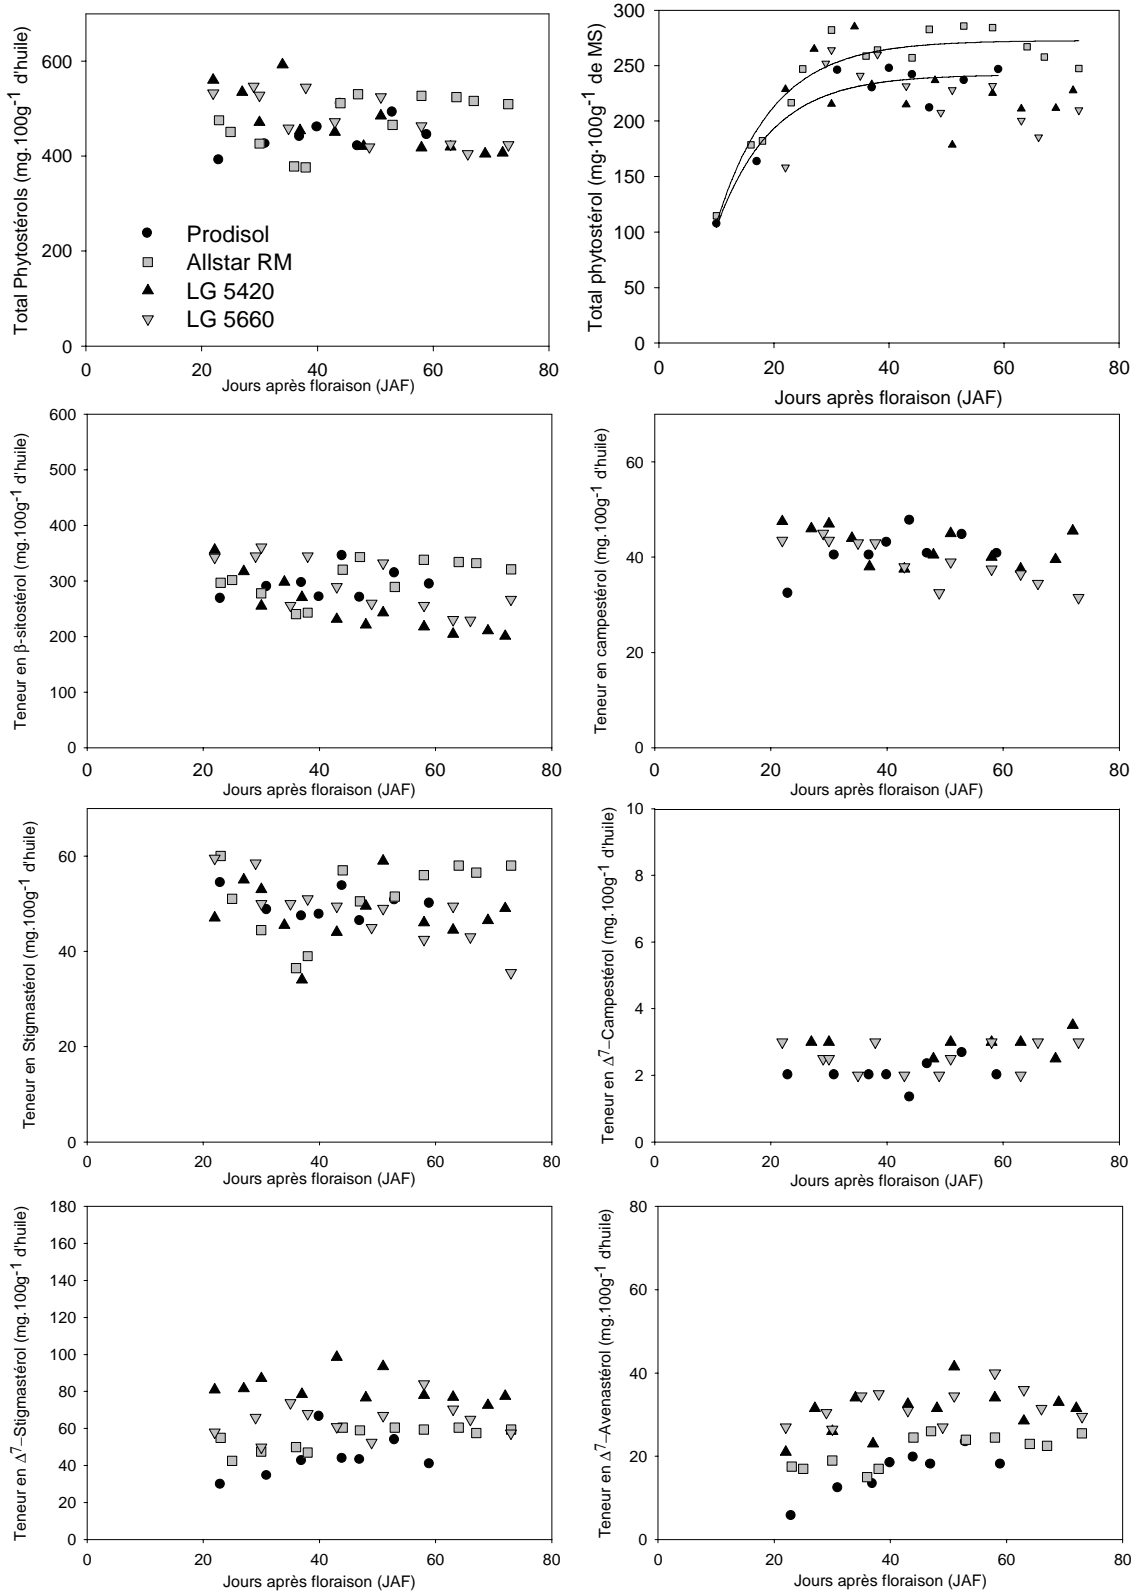 Total Phytostérols (mg.100g-1 d'huile)
600
400
200
0
Prodisol
Allstar RM
LG 5420
LG 5660
0 20 40 60 80
Jours après floraison (JAF)
Total phytostérol (mg·100g-1 de MS)
300
250
200
150
100
50
0
0 20 40 60 80
Jours après floraison (JAF)
Teneur en β-sitostérol (mg.100g-1 d'huile)
600
500
400
300
200
100
0
0 20 40 60 80
Jours après floraison (JAF)
Teneur en campestérol (mg.100g-1 d'huile)
60
40
20
0
0 20 40 60 80
Jours après floraison (JAF)
Teneur en Stigmastérol (mg.100g-1 d'huile)
60
40
20
0
0 20 40 60 80
Jours après floraison (JAF)
Teneur en Δ7–Campestérol (mg.100g-1 d'huile)
10
8
6
4
2
0
0 20 40 60 80
Jours après floraison (JAF)
Teneur en Δ7–Stigmastérol (mg.100g-1 d'huile)
180
160
140
120
100
80
60
40
20
0
0 20 40 60 80
Jours après floraison (JAF)
Teneur en Δ7–Avenastérol (mg.100g-1 d'huile)
80
60
40
20
0
0 20 40 60 80
Jours après floraison (JAF)